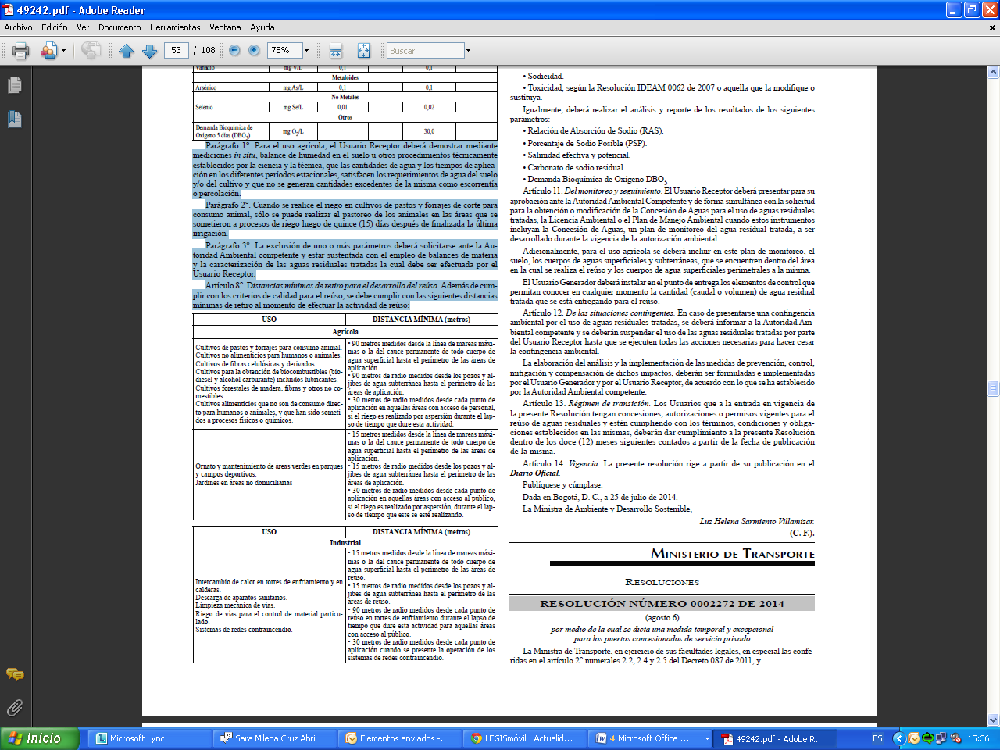 49242.pdf - Adobe Reader
Archivo Edición Ver Documento Herramientas Ventana Ayuda
53 / 108 75% Buscar
Vanadio mg V/L 0,1 0,1
Metaloides
Arsénico mg As/L 0,1 0,1
No Metales
Selenio mg Se/L 0,01 0,02
Otros
Demanda Bioquímica de
Oxígeno 5 días (DBO5) mg O2/L 30,0
Parágrafo 1°. Para el uso agrícola, el Usuario Receptor deberá demostrar mediante
mediciones in situ, balance de humedad en el suelo u otros procedimientos técnicamente
establecidos por la ciencia y la técnica, que las cantidades de agua y los tiempos de aplica-
ción en los diferentes períodos estacionales, satisfacen los requerimientos de agua del suelo
y/o del cultivo y que no se generan cantidades excedentes de la misma como escorrentía
o percolación.
Parágrafo 2°. Cuando se realice el riego en cultivos de pastos y forrajes de corte para
consumo animal, sólo se puede realizar el pastoreo de los animales en las áreas que se
sometieron a procesos de riego luego de quince (15) días después de finalizada la última
irrigación.
Parágrafo 3°. La exclusión de uno o más parámetros deberá solicitarse ante la Au-
toridad Ambiental competente y estar sustentada con el empleo de balances de materia
y la caracterización de las aguas residuales tratadas la cual debe ser efectuada por el
Usuario Receptor.
Artículo 8°. Distancias mínimas de retiro para el desarrollo del reúso. Además de cum-
plir con los criterios de calidad para el reúso, se debe cumplir con las siguientes distancias
mínimas de retiro al momento de efectuar la actividad de reúso:
USO DISTANCIA MÍNIMA (metros)
Agrícola
Cultivos de pastos y forrajes para consumo animal.
Cultivos no alimenticios para humanos o animales.
Cultivos de fibras celulósicas y derivados.
Cultivos para la obtención de biocombustibles (bio-
diesel y alcohol carburante) incluidos lubricantes.
Cultivos forestales de madera, fibras y otros no co-
mestibles.
Cultivos alimenticios que no son de consumo direc-
to para humanos o animales, y que han sido someti-
dos a procesos físicos o químicos.
• 90 metros medidos desde la línea de mareas máxi-
mas o la del cauce permanente de todo cuerpo de
agua superficial hasta el perímetro de las áreas de
aplicación.
• 90 metros de radio medidos desde los pozos y al-
jibes de agua subterránea hasta el perímetro de las
áreas de aplicación.
• 30 metros de radio medidos desde cada punto de
aplicación en aquellas áreas con acceso de personal,
si el riego es realizado por aspersión durante el lap-
so de tiempo que dure esta actividad.
Ornato y mantenimiento de áreas verdes en parques
y campos deportivos.
Jardines en áreas no domiciliarias
• 15 metros medidos desde la línea de mareas máxi-
mas o la del cauce permanente de todo cuerpo de
agua superficial hasta el perímetro de las áreas de
aplicación.
• 15 metros de radio medidos desde los pozos y al-
jibes de agua subterránea hasta el perímetro de las
áreas de aplicación.
• 30 metros de radio medidos desde cada punto de
aplicación en aquellas áreas con acceso al público,
si el riego es realizado por aspersión, durante el lap-
so de tiempo que este se esté realizando.
USO DISTANCIA MÍNIMA (metros)
Industrial
Intercambio de calor en torres de enfriamiento y en
calderas.
Descarga de aparatos sanitarios.
Limpieza mecánica de vías.
Riego de vías para el control de material particu-
lado.
Sistemas de redes contraincendio.
• 15 metros medidos desde la línea de mareas máxi-
mas o la del cauce permanente de todo cuerpo de
agua superficial hasta el perímetro de las áreas de
reúso.
• 15 metros de radio medidos desde los pozos y al-
jibes de agua subterránea hasta el perímetro de las
áreas de reúso.
• 90 metros de radio medidos desde cada punto de
reúso en torres de enfriamiento durante el lapso de
tiempo que dure esta actividad para aquellas áreas
con acceso al público.
• 30 metros de radio medidos desde cada punto de
aplicación cuando se presente la operación de los
sistemas de redes contraincendio.
• Sodicidad.
• Toxicidad, según la Resolución IDEAM 0062 de 2007 o aquella que la modifique o
sustituya.
Igualmente, deberá realizar el análisis y reporte de los resultados de los siguientes
parámetros:
• Relación de Absorción de Sodio (RAS).
• Porcentaje de Sodio Posible (PSP).
• Salinidad efectiva y potencial.
• Carbonato de sodio residual
• Demanda Bioquímica de Oxígeno DBO5
Artículo 11. Del monitoreo y seguimiento. El Usuario Receptor deberá presentar para su
aprobación ante la Autoridad Ambiental Competente y de forma simultánea con la solicitud
para la obtención o modificación de la Concesión de Aguas para el uso de aguas residuales
tratadas, la Licencia Ambiental o el Plan de Manejo Ambiental cuando estos instrumentos
incluyan la Concesión de Aguas, un plan de monitoreo del agua residual tratada, a ser
desarrollado durante la vigencia de la autorización ambiental.
Adicionalmente, para el uso agrícola se deberá incluir en este plan de monitoreo, el
suelo, los cuerpos de aguas superficiales y subterráneas, que se encuentren dentro del área
en la cual se realiza el reúso y los cuerpos de agua superficiales perimetrales a la misma.
El Usuario Generador deberá instalar en el punto de entrega los elementos de control que
permitan conocer en cualquier momento la cantidad (caudal o volumen) de agua residual
tratada que se está entregando para el reúso.
Artículo 12. De las situaciones contingentes. En caso de presentarse una contingencia
ambiental por el uso de aguas residuales tratadas, se deberá informar a la Autoridad Am-
biental competente y se deberán suspender el uso de las aguas residuales tratadas por parte
del Usuario Receptor hasta que se ejecuten todas las acciones necesarias para hacer cesar
la contingencia ambiental.
La elaboración del análisis y la implementación de las medidas de prevención, control,
mitigación y compensación de dichos impactos, deberán ser formuladas e implementadas
por el Usuario Generador y por el Usuario Receptor, de acuerdo con lo que se ha establecido
por la Autoridad Ambiental competente.
Artículo 13. Régimen de transición. Los Usuarios que a la entrada en vigencia de
la presente Resolución tengan concesiones, autorizaciones o permisos vigentes para el
reúso de aguas residuales y estén cumpliendo con los términos, condiciones y obliga-
ciones establecidos en las mismas, deberán dar cumplimiento a la presente Resolución
dentro de los doce (12) meses siguientes contados a partir de la fecha de publicación
de la misma.
Artículo 14. Vigencia. La presente resolución rige a partir de su publicación en el
Diario Oficial.
Publíquese y cúmplase.
Dada en Bogotá, D. C., a 25 de julio de 2014.
La Ministra de Ambiente y Desarrollo Sostenible,
Luz Helena Sarmiento Villamizar.
(C. F.).
MINISTERIO DE TRANSPORTE
RESOLUCIONES
RESOLUCIÓN NÚMERO 0002272 DE 2014
(agosto 6)
por medio de la cual se dicta una medida temporal y excepcional
para los puertos concesionados de servicio privado.
La Ministra de Transporte, en ejercicio de sus facultades legales, en especial las confe-
ridas en el artículo 2° numerales 2.2, 2.4 y 2.5 del Decreto 087 de 2011, y
Inicio Microsoft Lync Sara Milena Cruz Abril Elementos enviados -... LEGISmóvil | Actualid... 4 Microsoft Office ... 49242.pdf - Adobe R... ES 15:36